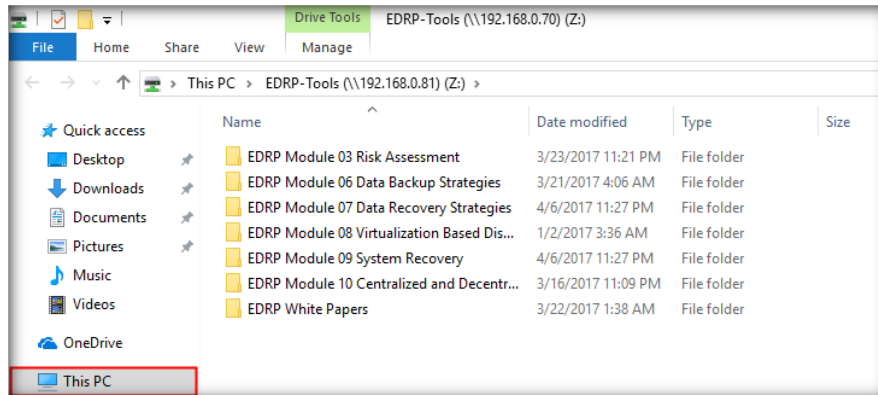 Drive Tools EDRP-Tools (\\192.168.0.70) (Z:)
File Home Share View Manage
This PC > EDRP-Tools (\\192.168.0.81) (Z:) >
Name Date modified Type Size
Quick access
Desktop
Downloads
Documents
Pictures
Music
Videos
OneDrive
This PC
EDRP Module 03 Risk Assessment 3/23/2017 11:21 PM File folder
EDRP Module 06 Data Backup Strategies 3/21/2017 4:06 AM File folder
EDRP Module 07 Data Recovery Strategies 4/6/2017 11:27 PM File folder
EDRP Module 08 Virtualization Based Dis... 1/2/2017 3:36 AM File folder
EDRP Module 09 System Recovery 4/6/2017 11:27 PM File folder
EDRP Module 10 Centralized and Decentr... 3/16/2017 11:09 PM File folder
EDRP White Papers 3/22/2017 1:38 AM File folder